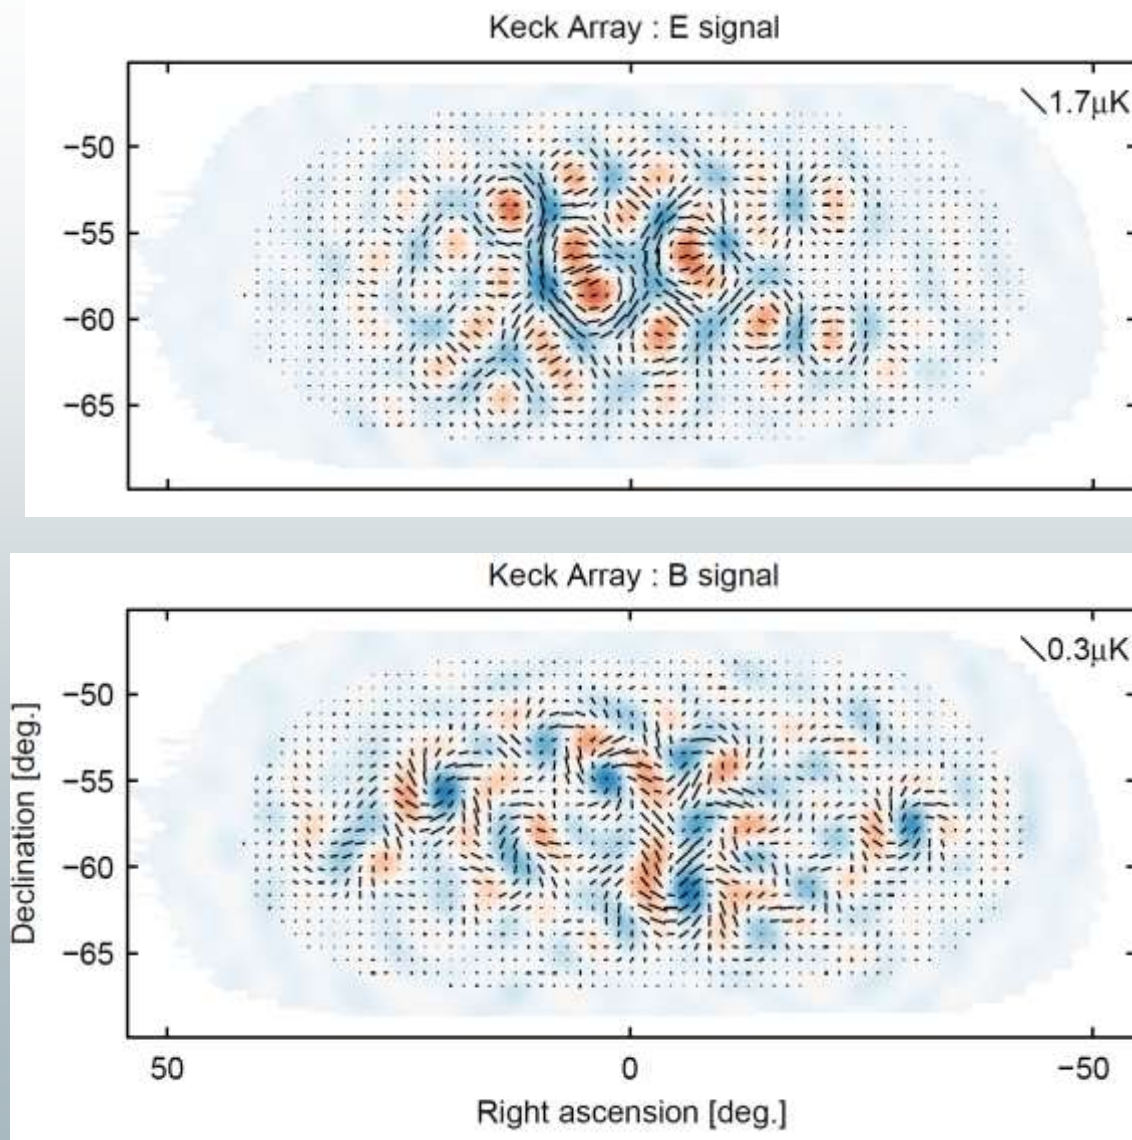 Keck Array : E signal
1.7μK
−50
−55
−60
−65
Keck Array : B signal
0.3μK
−50
−55
−60
−65
Declination [deg.]
50 0 −50
Right ascension [deg.]